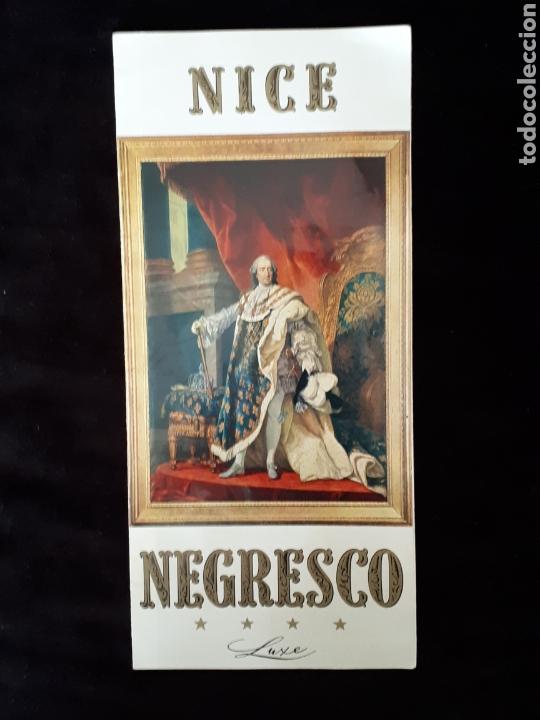 NICE
NEGRESCO
★ ★ ★ ★
Luxe
todocoleccion